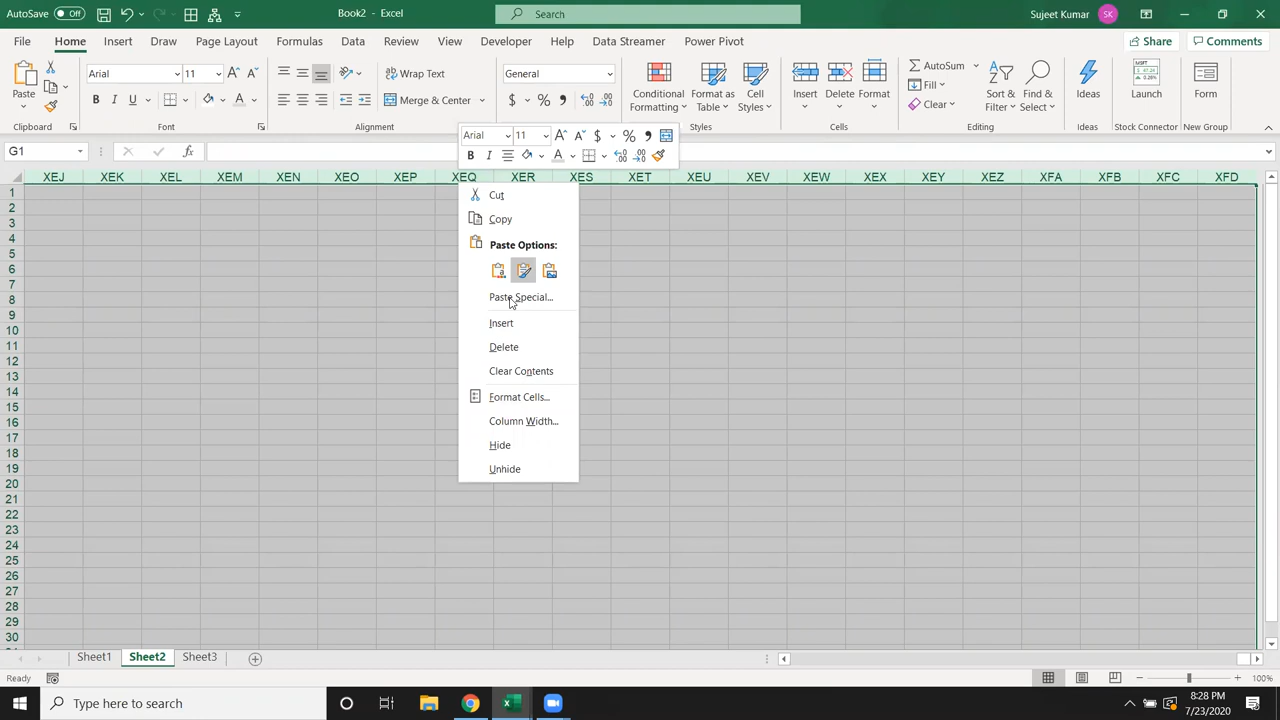 AutoSave Off Book2 - Excel Search Sujeet Kumar SK
File Home Insert Draw Page Layout Formulas Data Review View Developer Help Data Streamer Power Pivot Share Comments
Paste Arial 11 Wrap Text General Conditional Formatting Format as Table Cell Styles Insert Delete Format AutoSum Sort & Filter Find & Select Ideas Launch Form
B I U Merge & Center $ % Fill
Clear
Clipboard Font Alignment Styles Cells Editing Ideas Stock Connector New Group
Arial 11 $ %
G1 fx
B I A
XEJ XEK XEL XEM XEN XEO XEP XEQ XER XES XET XEU XEV XEW XEX XEY XEZ XFA XFB XFC XFD
1
2
3
4
5
6
7
8
9
10
11
12
13
14
15
16
17
18
19
20
21
22
23
24
25
26
27
28
29
30
Cut
Copy
Paste Options:
Paste Special...
Insert
Delete
Clear Contents
Format Cells...
Column Width...
Hide
Unhide
Sheet1 Sheet2 Sheet3
Ready 100%
Type here to search 8:28 PM
7/23/2020